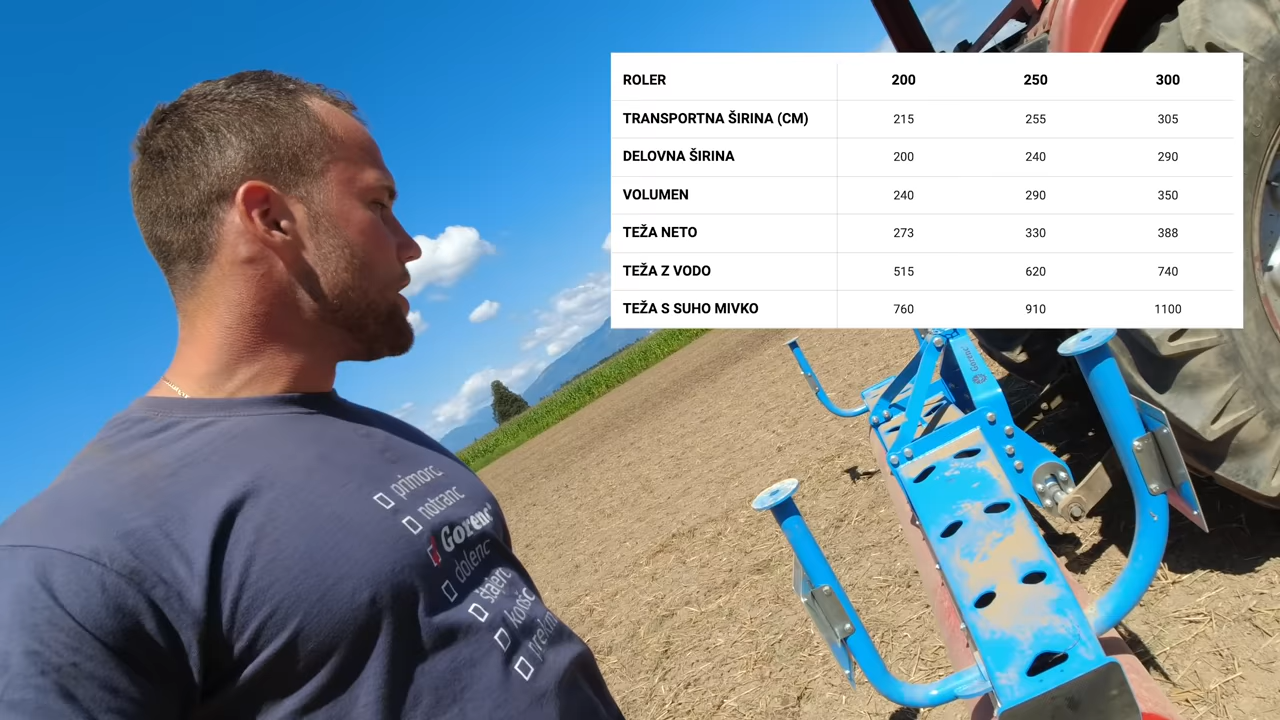 ROLER 200 250 300
TRANSPORTNA ŠIRINA (CM) 215 255 305
DELOVNA ŠIRINA 200 240 290
VOLUMEN 240 290 350
TEŽA NETO 273 330 388
TEŽA Z VODO 515 620 740
TEŽA S SUHO MIVKO 760 910 1100
Gorenc
primorc
notranc
Gorenc
dolenc
štajerc